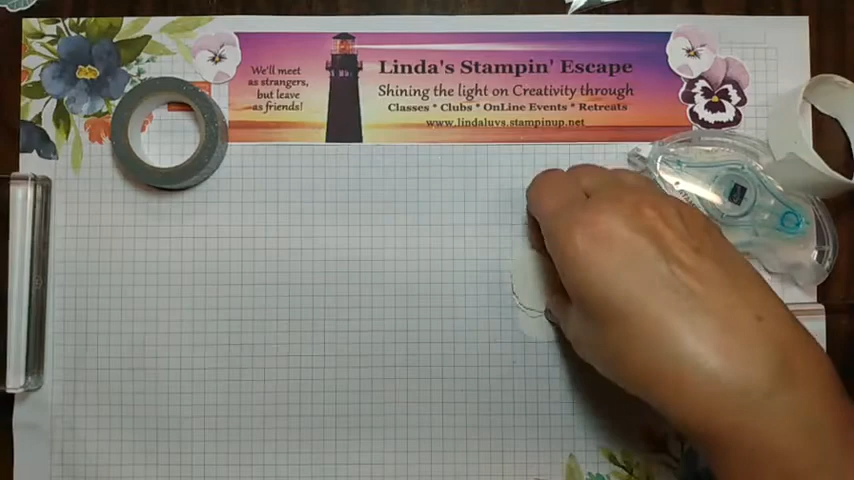 We'll meet
as strangers,
but leave
as friends!
Linda's Stampin' Escape
Shining the light on Creativity through
Classes * Clubs * OnLine Events * Retreats
www.lindaluvs.stampinup.net